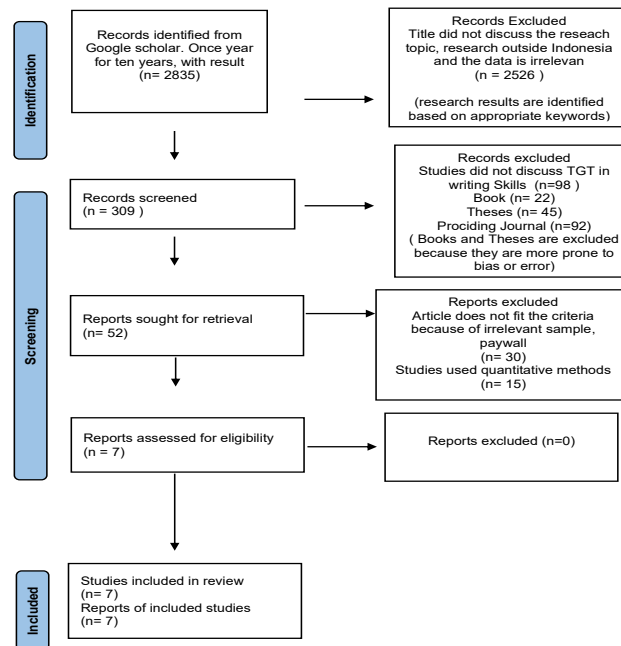 Identification
Records identified from
Google scholar. Once year
for ten years, with result
(n= 2835)
Records Excluded
Title did not discuss the reseach
topic, research outside Indonesia
and the data is irrelevan
(n = 2526 )
(research results are identified
based on appropriate keywords)
Screening
Records screened
(n = 309 )
Records excluded
Studies did not discuss TGT in
writing Skills (n=98 )
Book (n= 22)
Theses (n= 45)
Prociding Journal (n=92)
( Books and Theses are excluded
because they are more prone to
bias or error)
Reports sought for retrieval
(n= 52)
Reports excluded
Article does not fit the criteria
because of irrelevant sample,
paywall
(n= 30)
Studies used quantitative methods
(n= 15)
Reports assessed for eligibility
(n = 7)
Reports excluded (n=0)
Included
Studies included in review
(n= 7)
Reports of included studies
(n= 7)